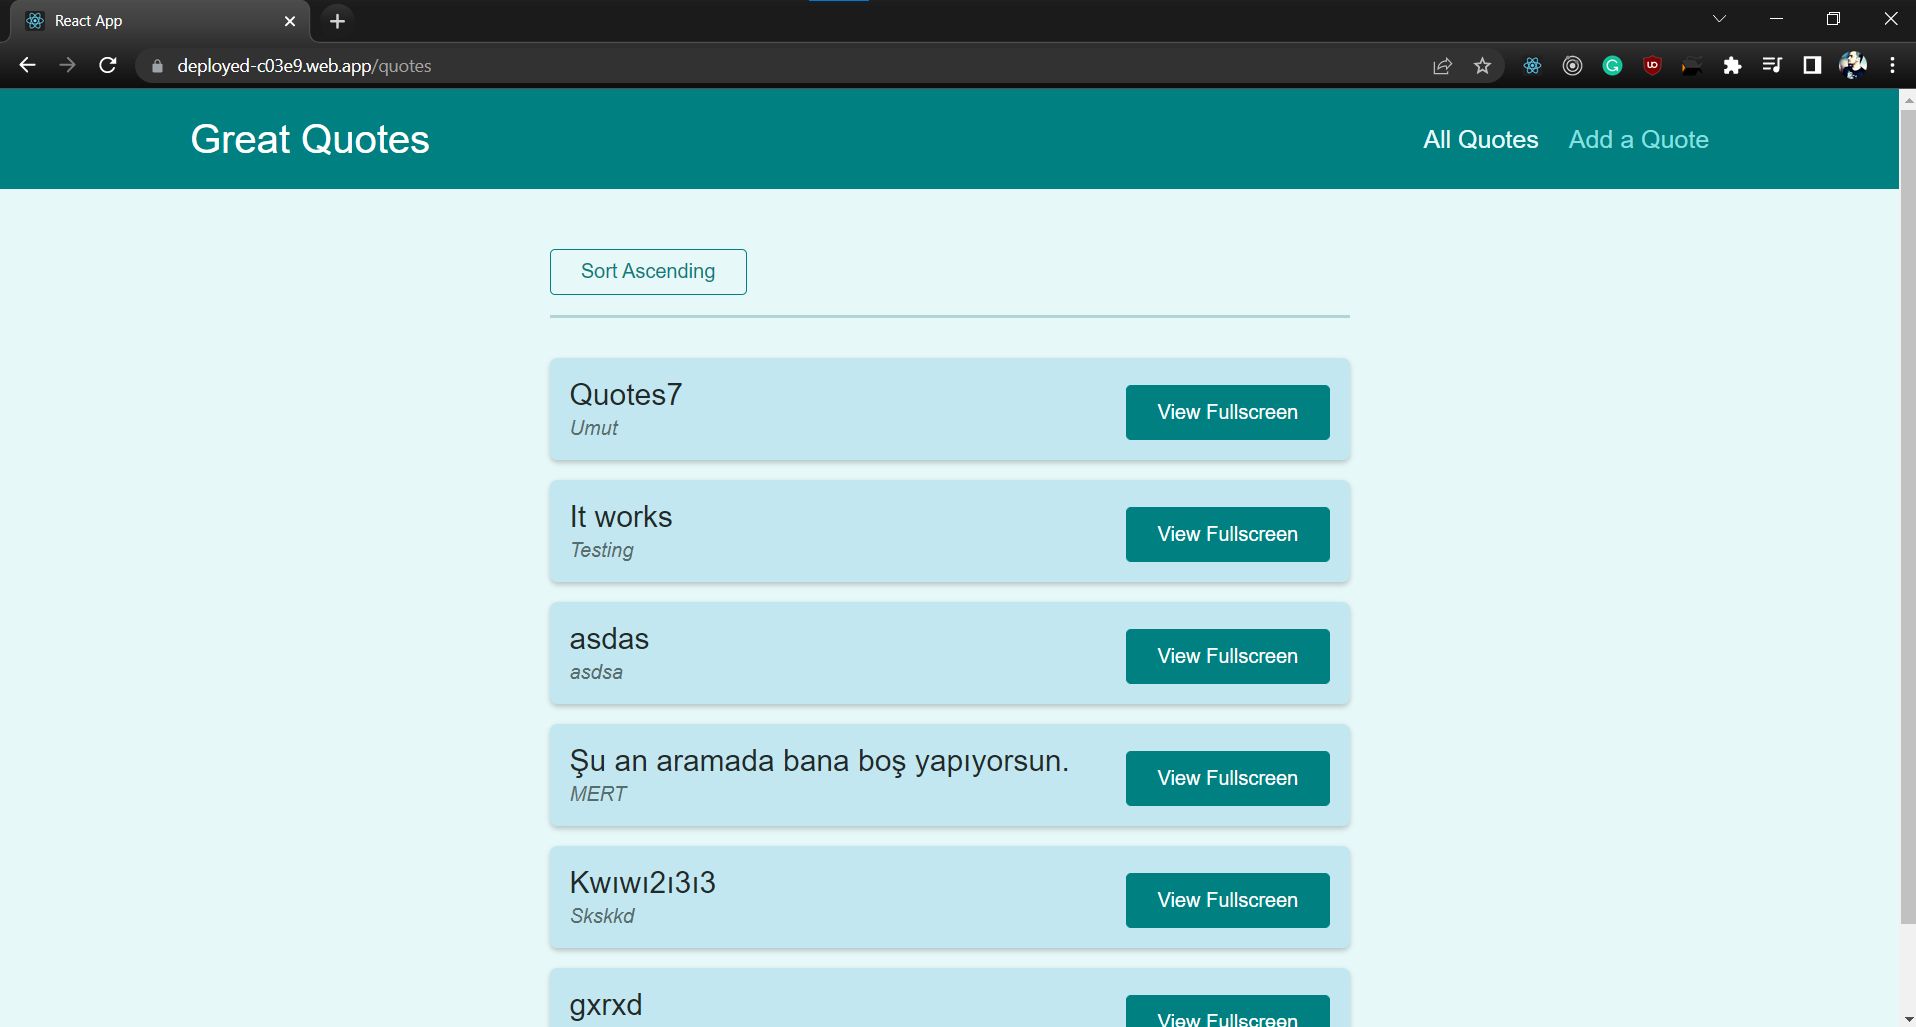 React App
deployed-c03e9.web.app/quotes
Great Quotes
All Quotes
Add a Quote
Sort Ascending
Quotes7
Umut
View Fullscreen
It works
Testing
View Fullscreen
asdas
asdsa
View Fullscreen
Şu an aramada bana boş yapıyorsun.
MERT
View Fullscreen
Kwıwı2ı3ı3
Skskkd
View Fullscreen
gxrxd
View Fullscreen